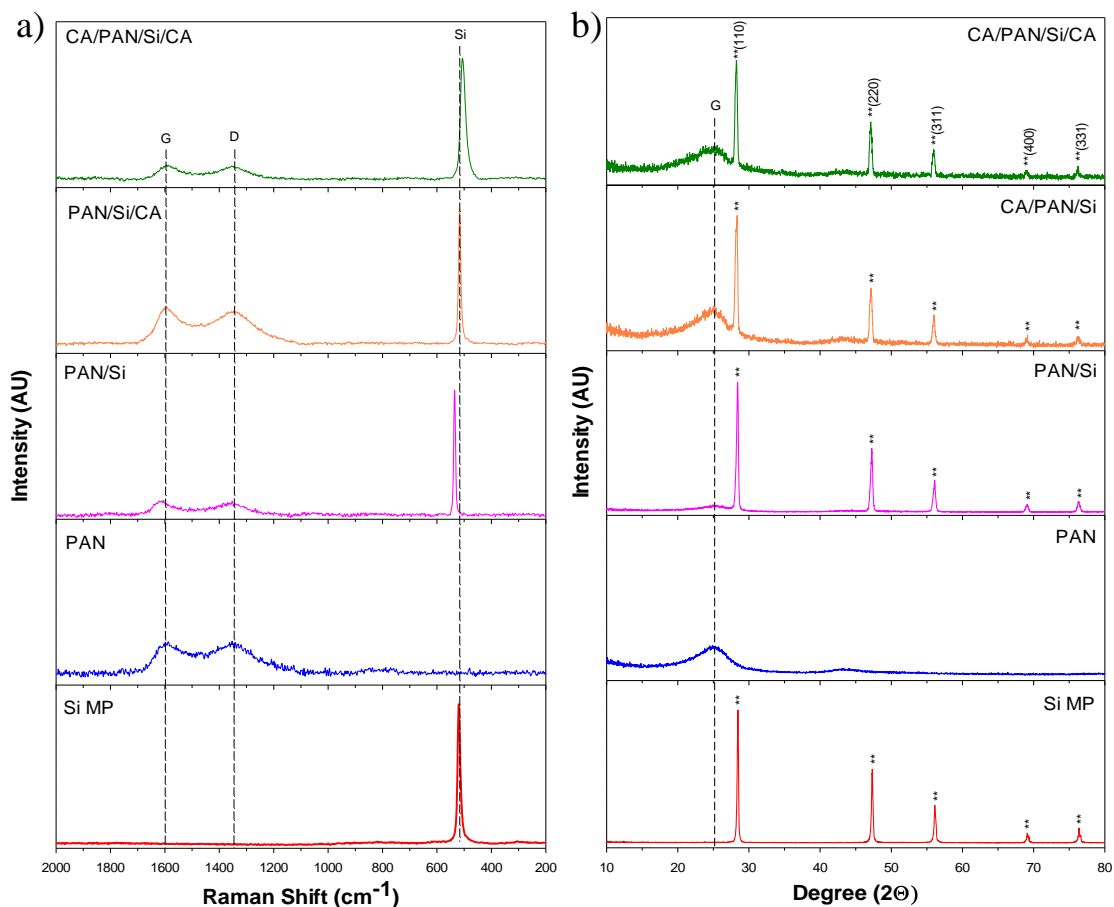 a)
CA/PAN/Si/CA
Si
G
D
PAN/Si/CA
PAN/Si
PAN
Si MP
Intensity (AU)
2000 1800 1600 1400 1200 1000 800 600 400 200
Raman Shift (cm-1)
b)
CA/PAN/Si/CA
G
**(110)
**(220)
**(311)
**(400)
**(331)
CA/PAN/Si
** ** ** ** **
PAN/Si
** ** ** ** **
PAN
Si MP
** ** ** ** **
Intensity (AU)
10 20 30 40 50 60 70 80
Degree (2Θ)